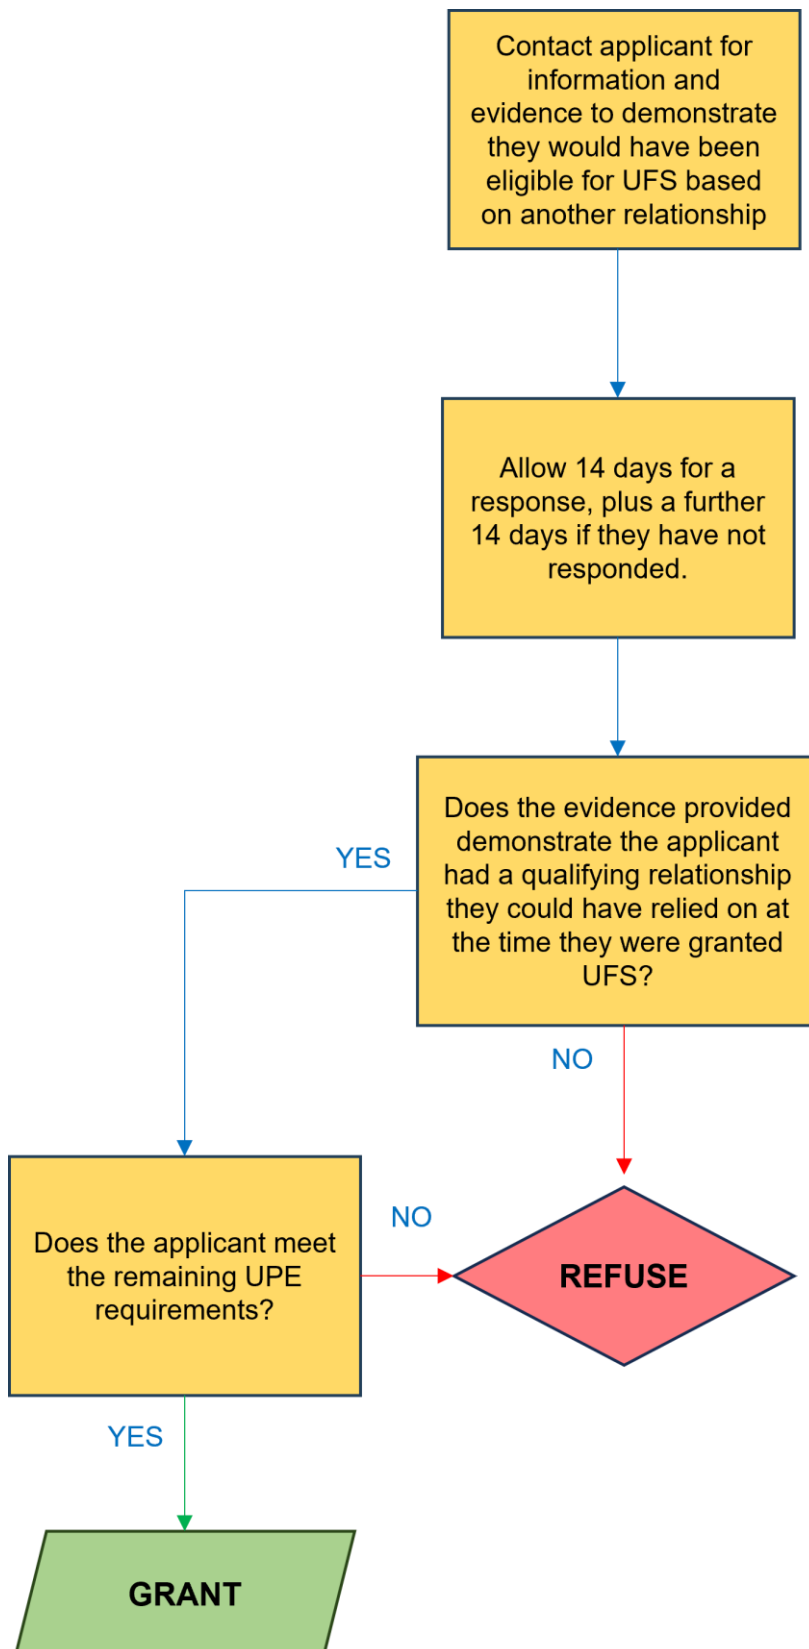 Contact applicant for
information and
evidence to demonstrate
they would have been
eligible for UFS based
on another relationship
Allow 14 days for a
response, plus a further
14 days if they have not
responded.
Does the evidence provided
demonstrate the applicant
had a qualifying relationship
they could have relied on at
the time they were granted
UFS?
YES
NO
Does the applicant meet
the remaining UPE
requirements?
NO
REFUSE
YES
GRANT